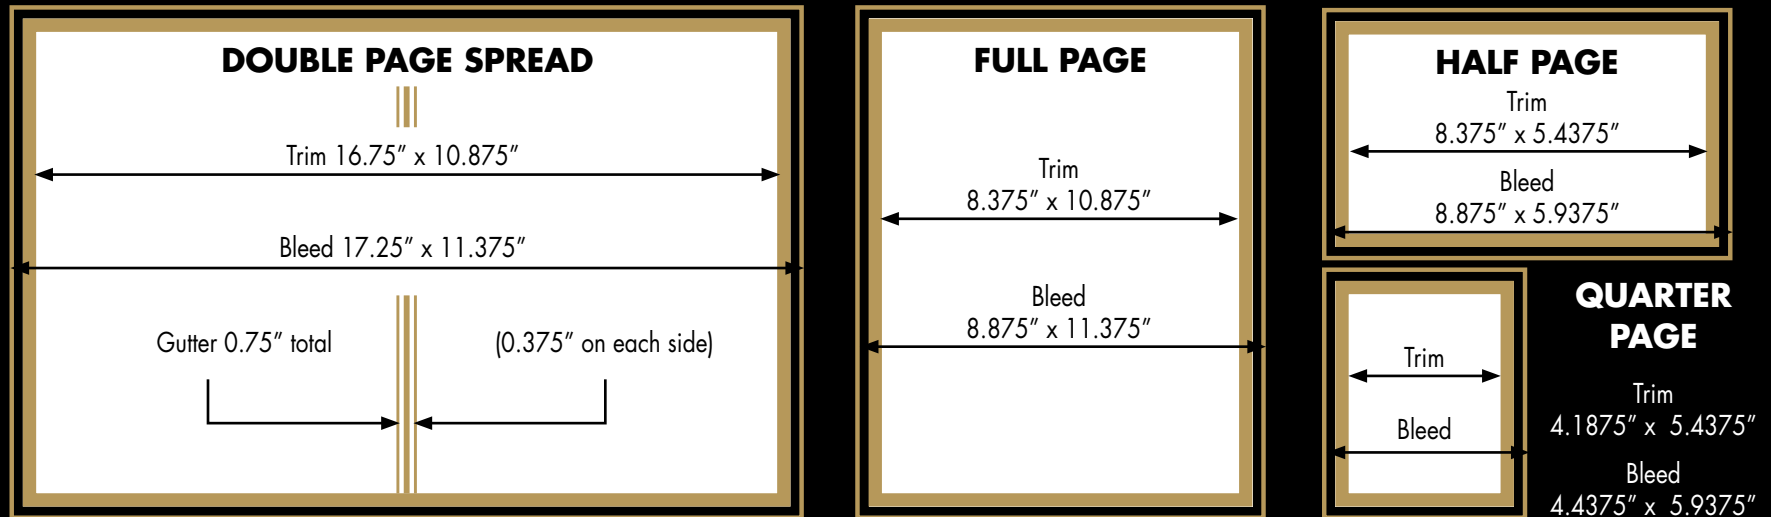 DOUBLE PAGE SPREAD
Trim 16.75” x 10.875”
Bleed 17.25” x 11.375”
Gutter 0.75” total
(0.375” on each side)
FULL PAGE
Trim
8.375” x 10.875”
Bleed
8.875” x 11.375”
HALF PAGE
Trim
8.375” x 5.4375”
Bleed
8.875” x 5.9375”
Trim
Bleed
QUARTER
PAGE
Trim
4.1875” x 5.4375”
Bleed
4.4375” x 5.9375”